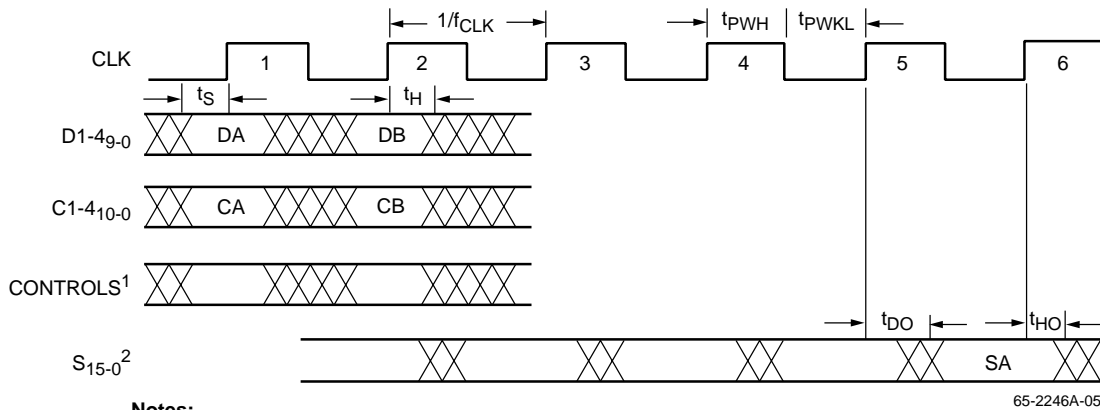 1/fCLK
tPWH
tPWKL
CLK
1
2
3
4
5
6
tS
tH
D1-49-0
DA
DB
C1-410-0
CA
CB
CONTROLS1
tDO
tHO
S15-02
SA
65-2246A-05
Notes: